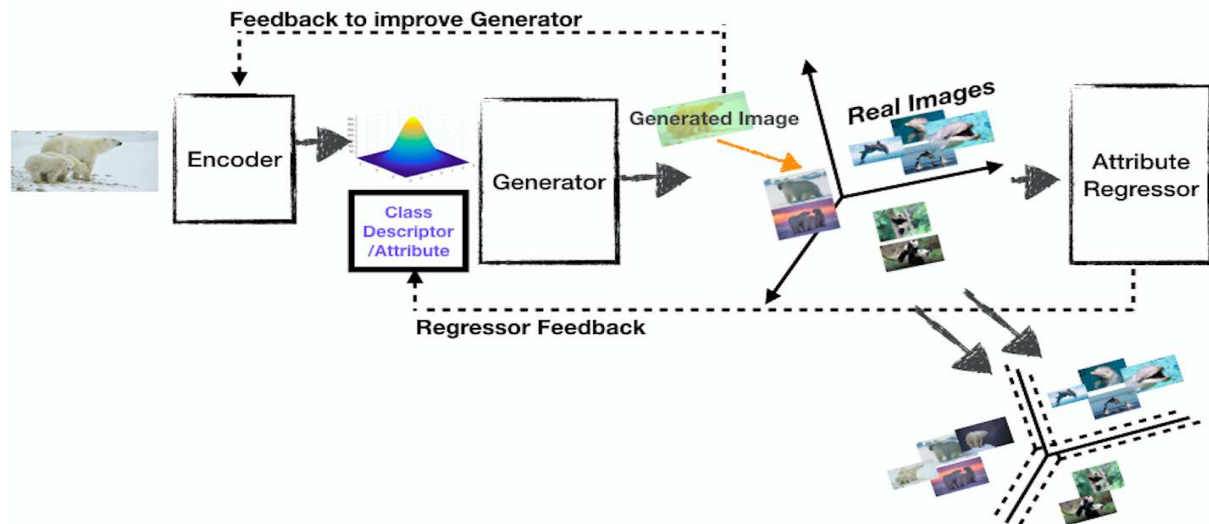 Feedback to improve Generator
Encoder
Class
Descriptor
/Attribute
Generator
Generated Image
Real Images
Attribute
Regressor
Regressor Feedback